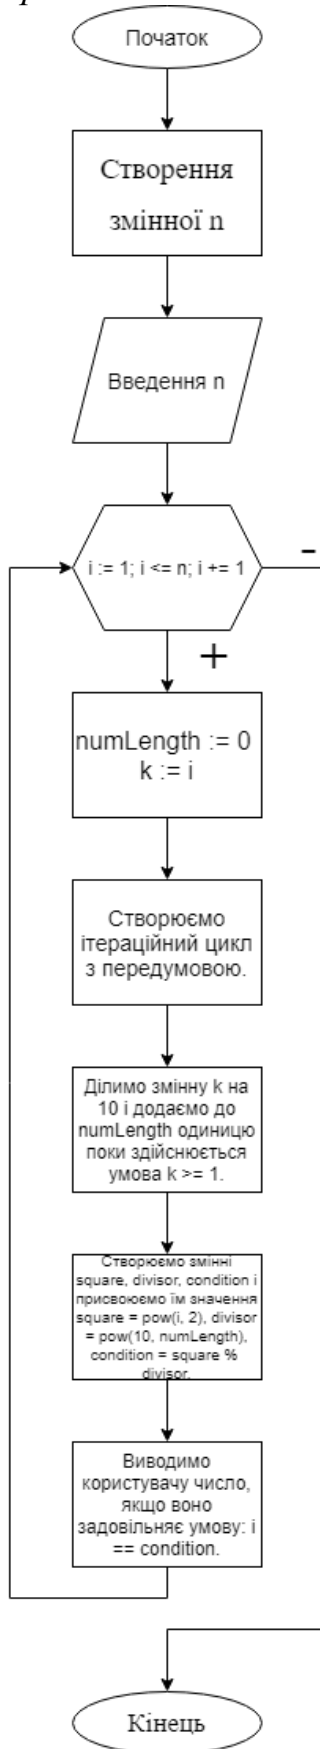 Початок
Створення
змінної n
Введення n
i := 1; i <= n; i += 1
-
+
numLength := 0
k := i
Створюємо
ітераційний цикл
з передумовою.
Ділимо змінну k на
10 і додаємо до
numLength одиницю
поки здійснюється
умова k >= 1.
Створюємо змінні
square, divisor, condition і
присвоюємо їм значення
square = pow(i, 2), divisor
= pow(10, numLength),
condition = square %
divisor.
Виводимо
користувачу число,
якщо воно
задовільняє умову: i
== condition.
Кінець